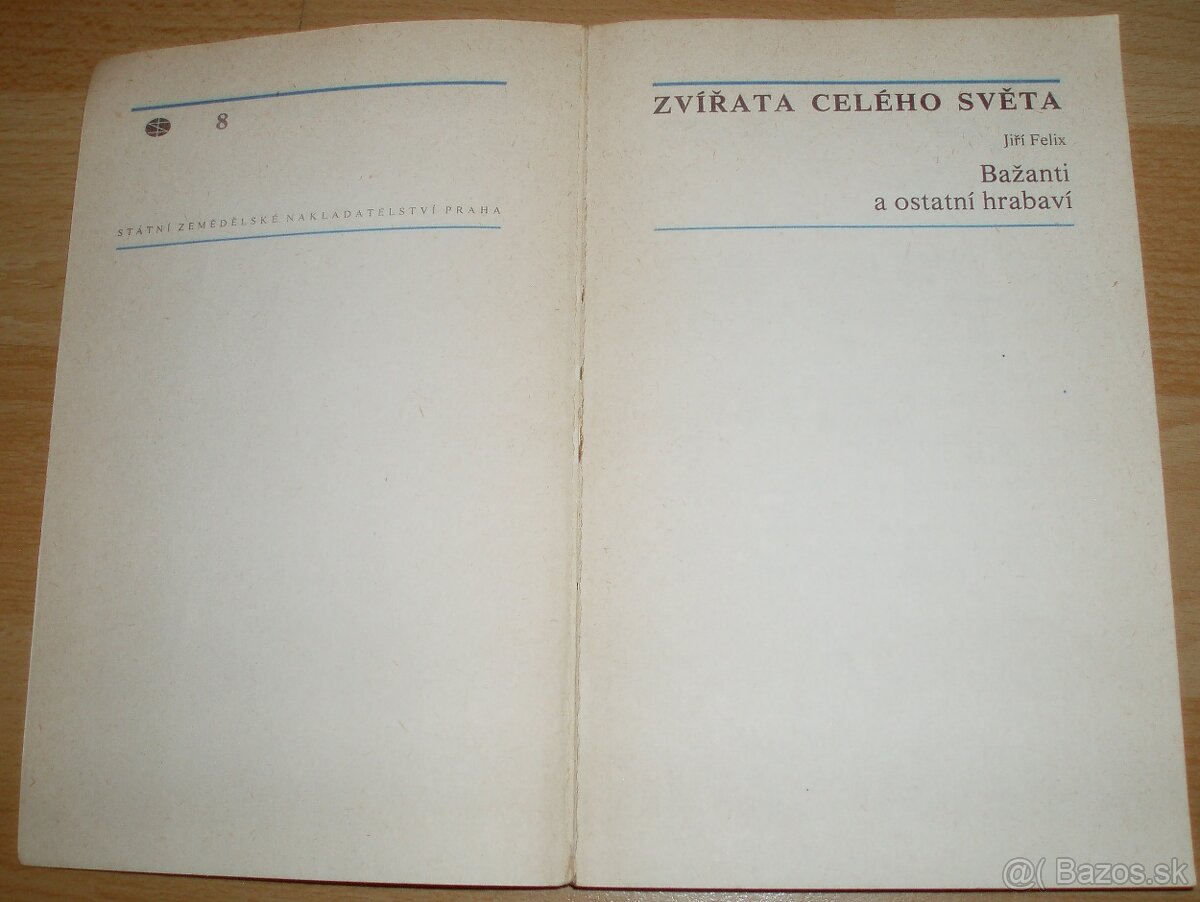 8
STÁTNÍ ZEMĚDĚLSKÉ NAKLADATELSTVÍ PRAHA
ZVÍŘATA CELÉHO SVĚTA
Jiří Felix
Bažanti
a ostatní hrabaví
@( Bazos.sk